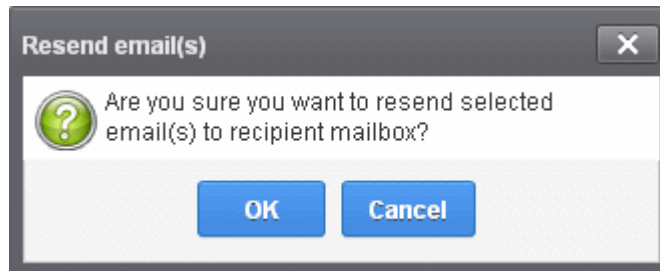 Resend email(s)
Are you sure you want to resend selected
email(s) to recipient mailbox?
OK
Cancel